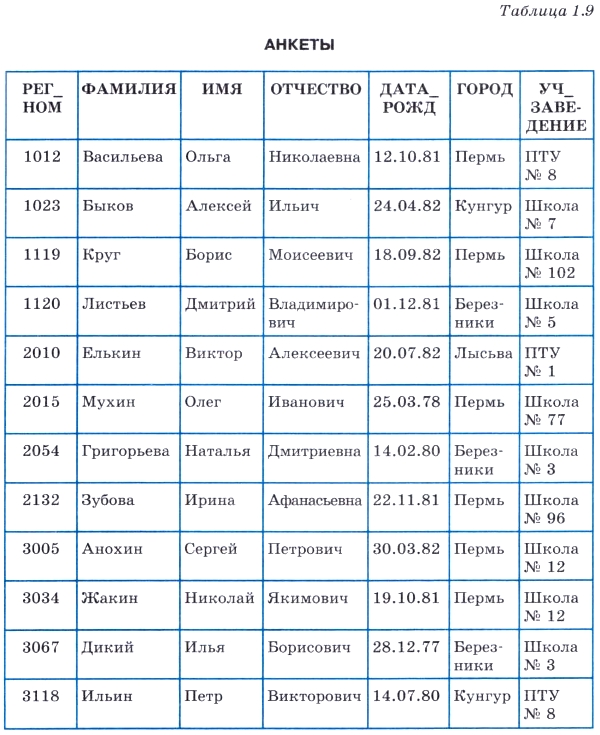 Таблица 1.9
АНКЕТЫ
РЕГ_ ФАМИЛИЯ ИМЯ ОТЧЕСТВО ДАТА_ ГОРОД УЧ_
НОМ РОЖД ЗАВЕ-
ДЕНИЕ
1012 Васильева Ольга Николаевна 12.10.81 Пермь ПТУ
№ 8
1023 Быков Алексей Ильич 24.04.82 Кунгур Школа
№ 7
1119 Круг Борис Моисеевич 18.09.82 Пермь Школа
№ 102
1120 Листьев Дмитрий Владимиро- 01.12.81 Берез- Школа
вич ники № 5
2010 Елькин Виктор Алексеевич 20.07.82 Лысьва ПТУ
№ 1
2015 Мухин Олег Иванович 25.03.78 Пермь Школа
№ 77
2054 Григорьева Наталья Дмитриевна 14.02.80 Берез- Школа
ники № 3
2132 Зубова Ирина Афанасьевна 22.11.81 Пермь Школа
№ 96
3005 Анохин Сергей Петрович 30.03.82 Пермь Школа
№ 12
3034 Жакин Николай Якимович 19.10.81 Пермь Школа
№ 12
3067 Дикий Илья Борисович 28.12.77 Берез- Школа
ники № 3
3118 Ильин Петр Викторович 14.07.80 Кунгур ПТУ
№ 8